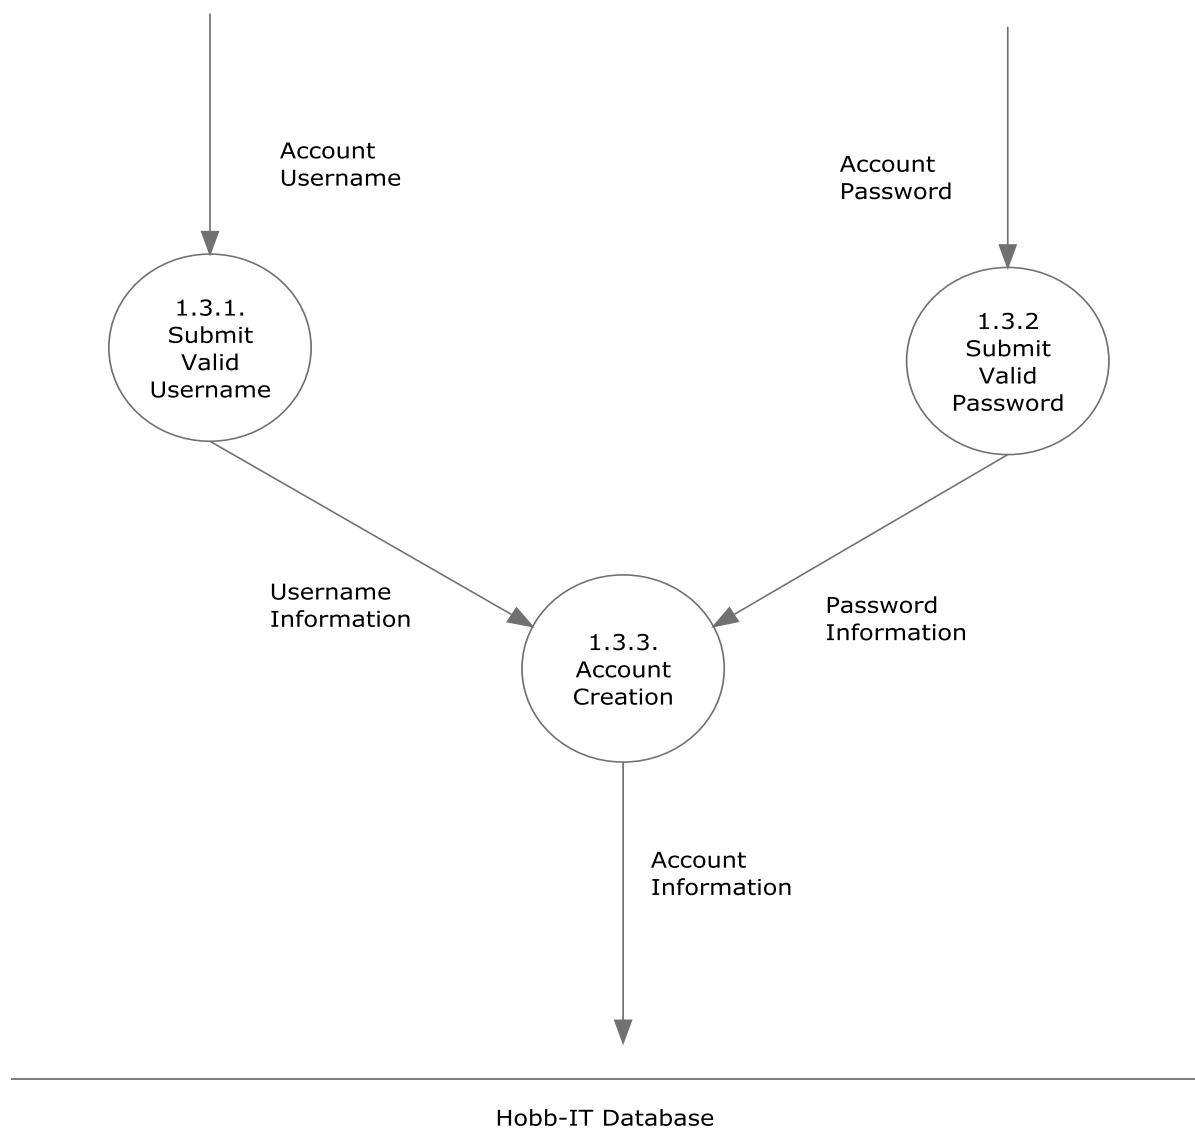 Account
Username
Account
Password
1.3.1.
Submit
Valid
Username
1.3.2
Submit
Valid
Password
Username
Information
Password
Information
1.3.3.
Account
Creation
Account
Information
Hobb-IT Database